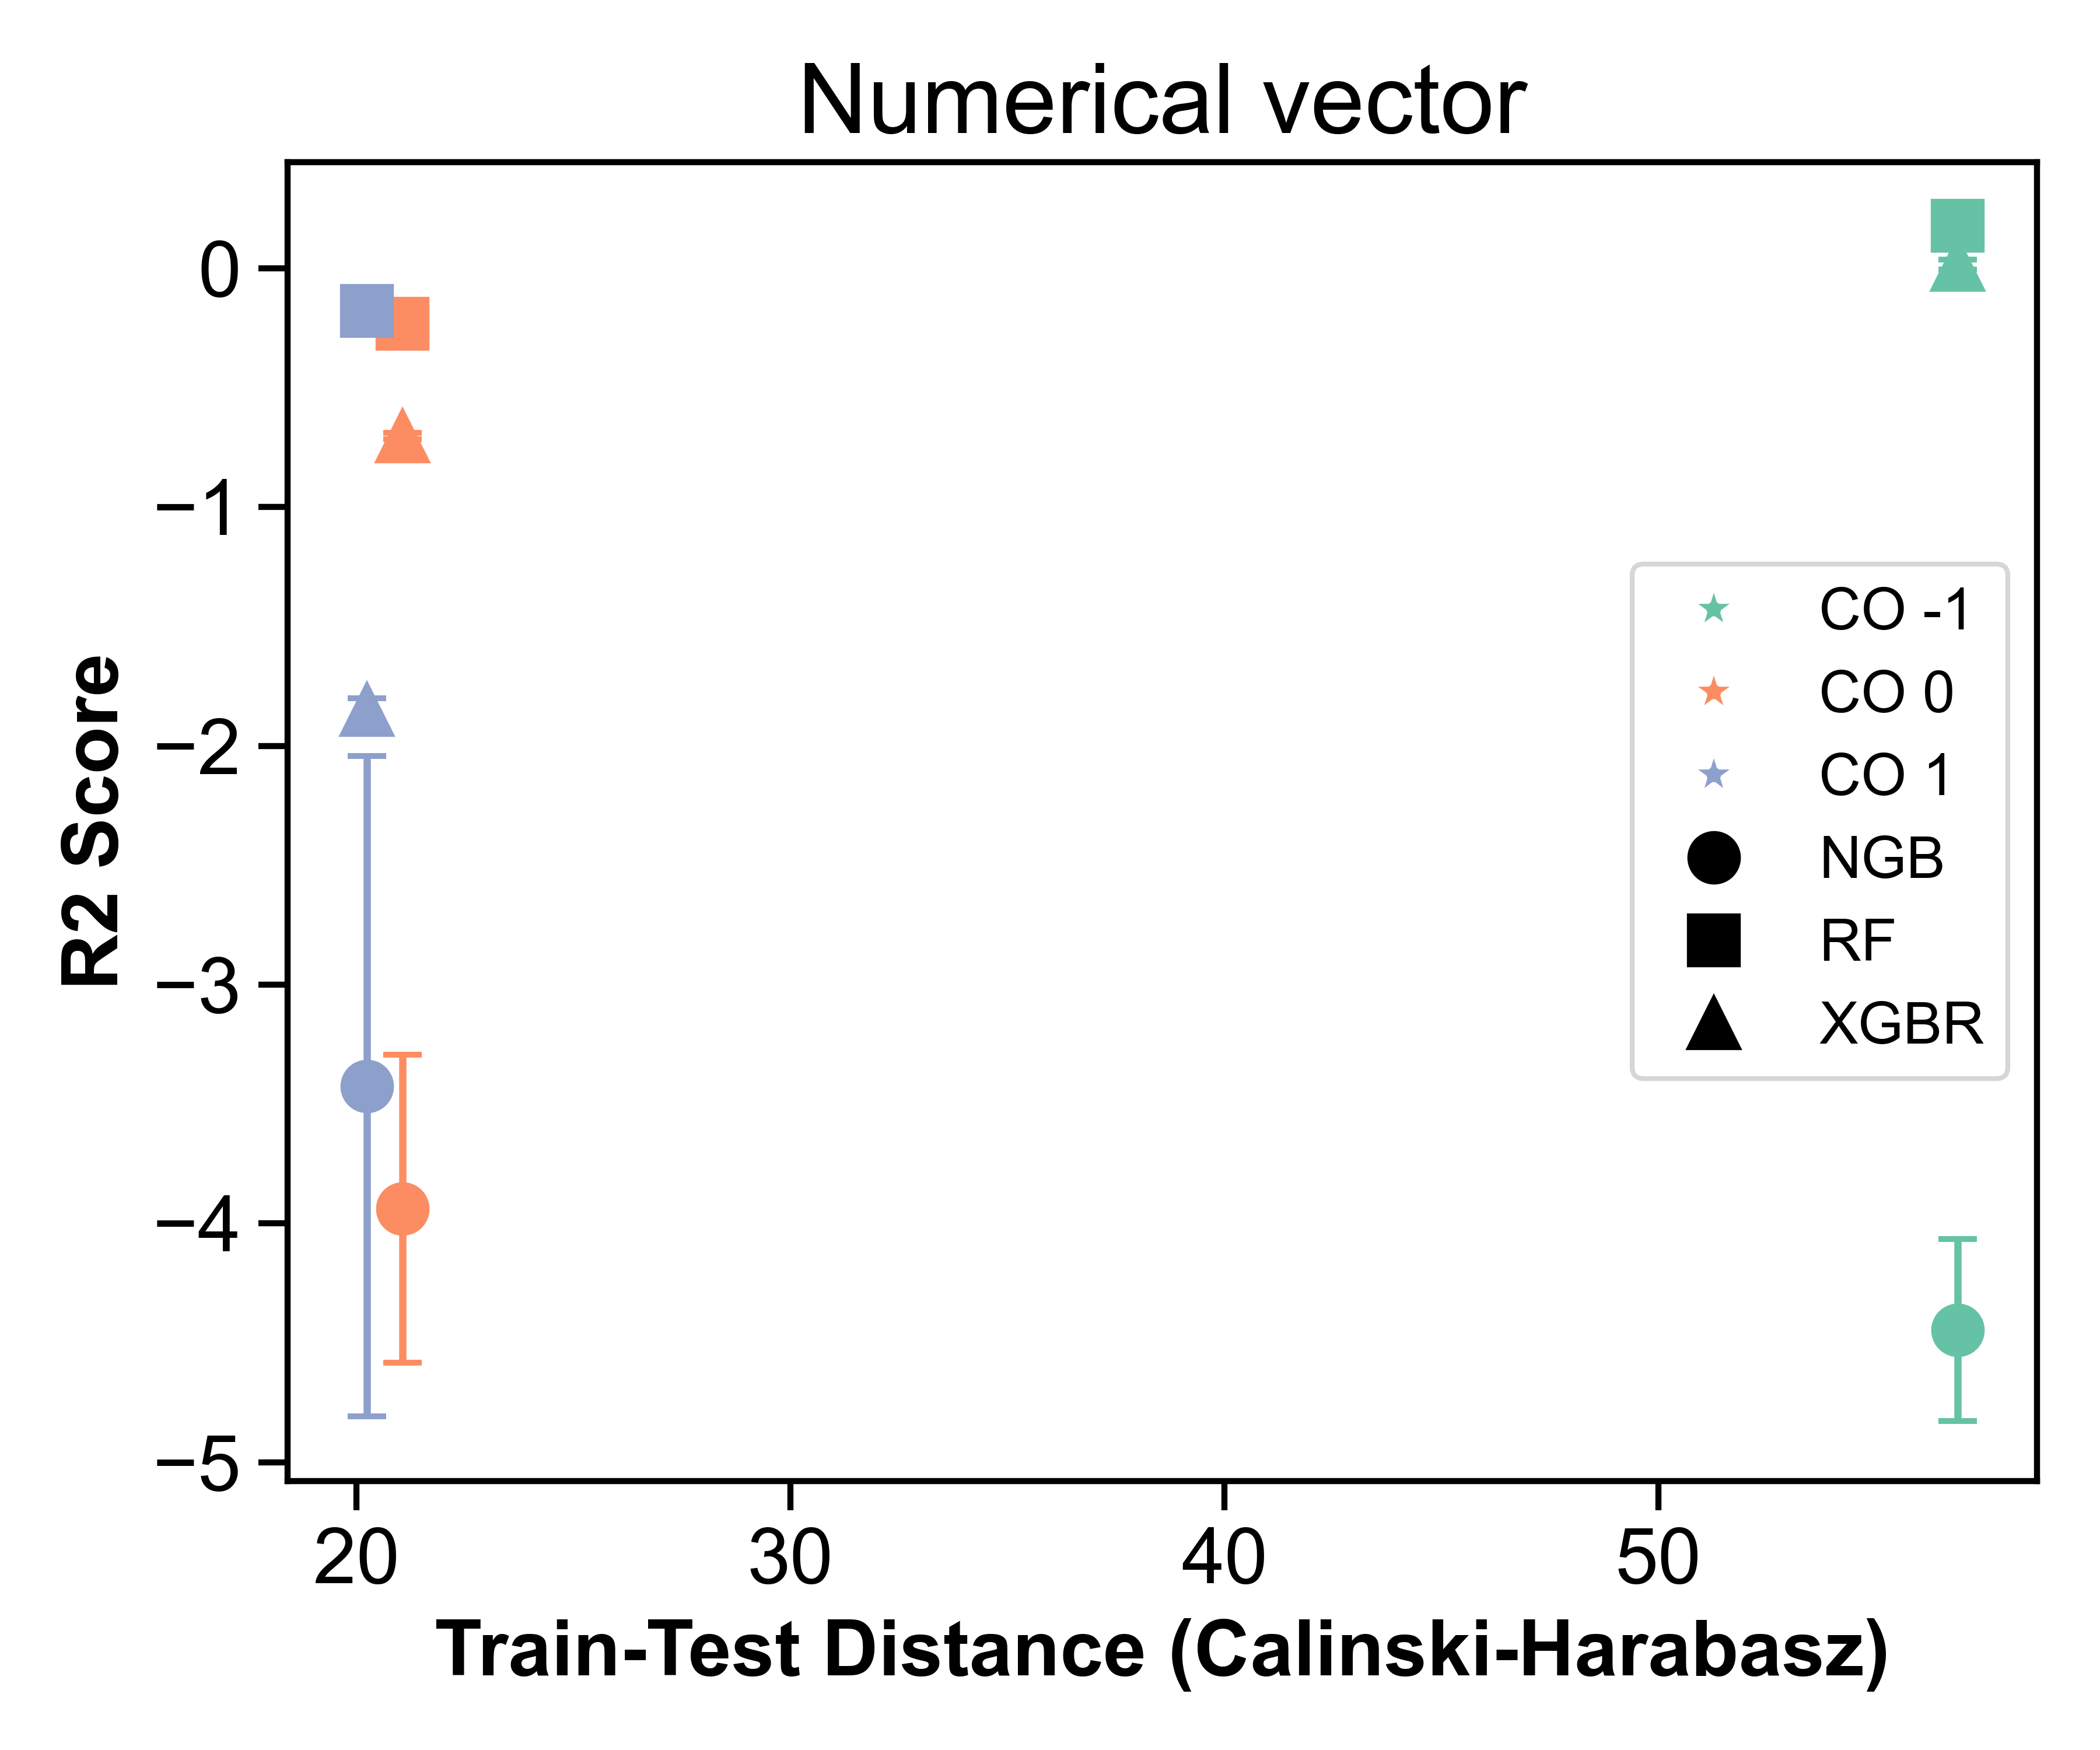 Numerical vector
0
−1
−2
−3
−4
−5
R2 Score
CO -1
CO 0
CO 1
NGB
RF
XGBR
20 30 40 50
Train-Test Distance (Calinski-Harabasz)